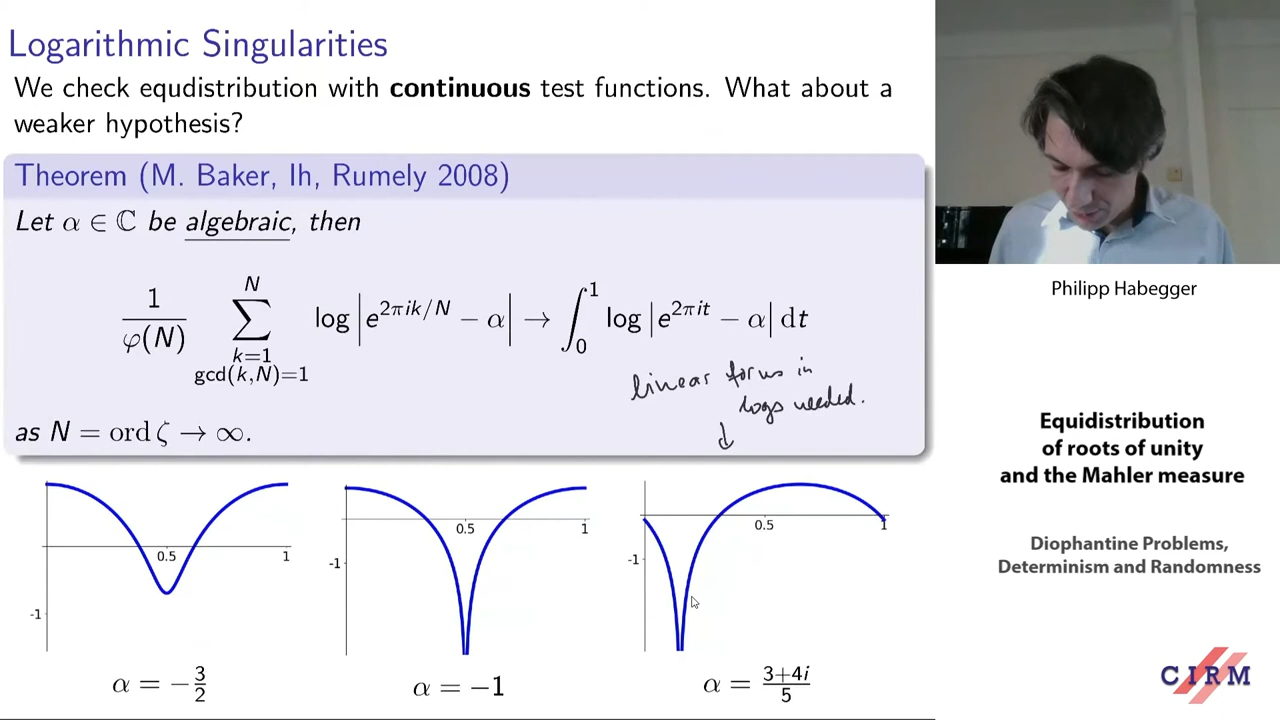 Logarithmic Singularities
We check equdistribution with continuous test functions. What about a
weaker hypothesis?
Theorem (M. Baker, Ih, Rumely 2008)
Let α ∈ ℂ be algebraic, then
1/φ(N) ∑_{k=1, gcd(k,N)=1}^{N} log|e^{2πik/N} − α| → ∫_0^1 log|e^{2πit} − α| dt
linear forms in
logs needed.
↓
as N = ord ζ → ∞.
0.5 1 -1
0.5 1 -1
0.5 1 -1
α = −3/2
α = −1
α = (3+4i)/5
Philipp Habegger
Equidistribution
of roots of unity
and the Mahler measure
Diophantine Problems,
Determinism and Randomness
CIRM